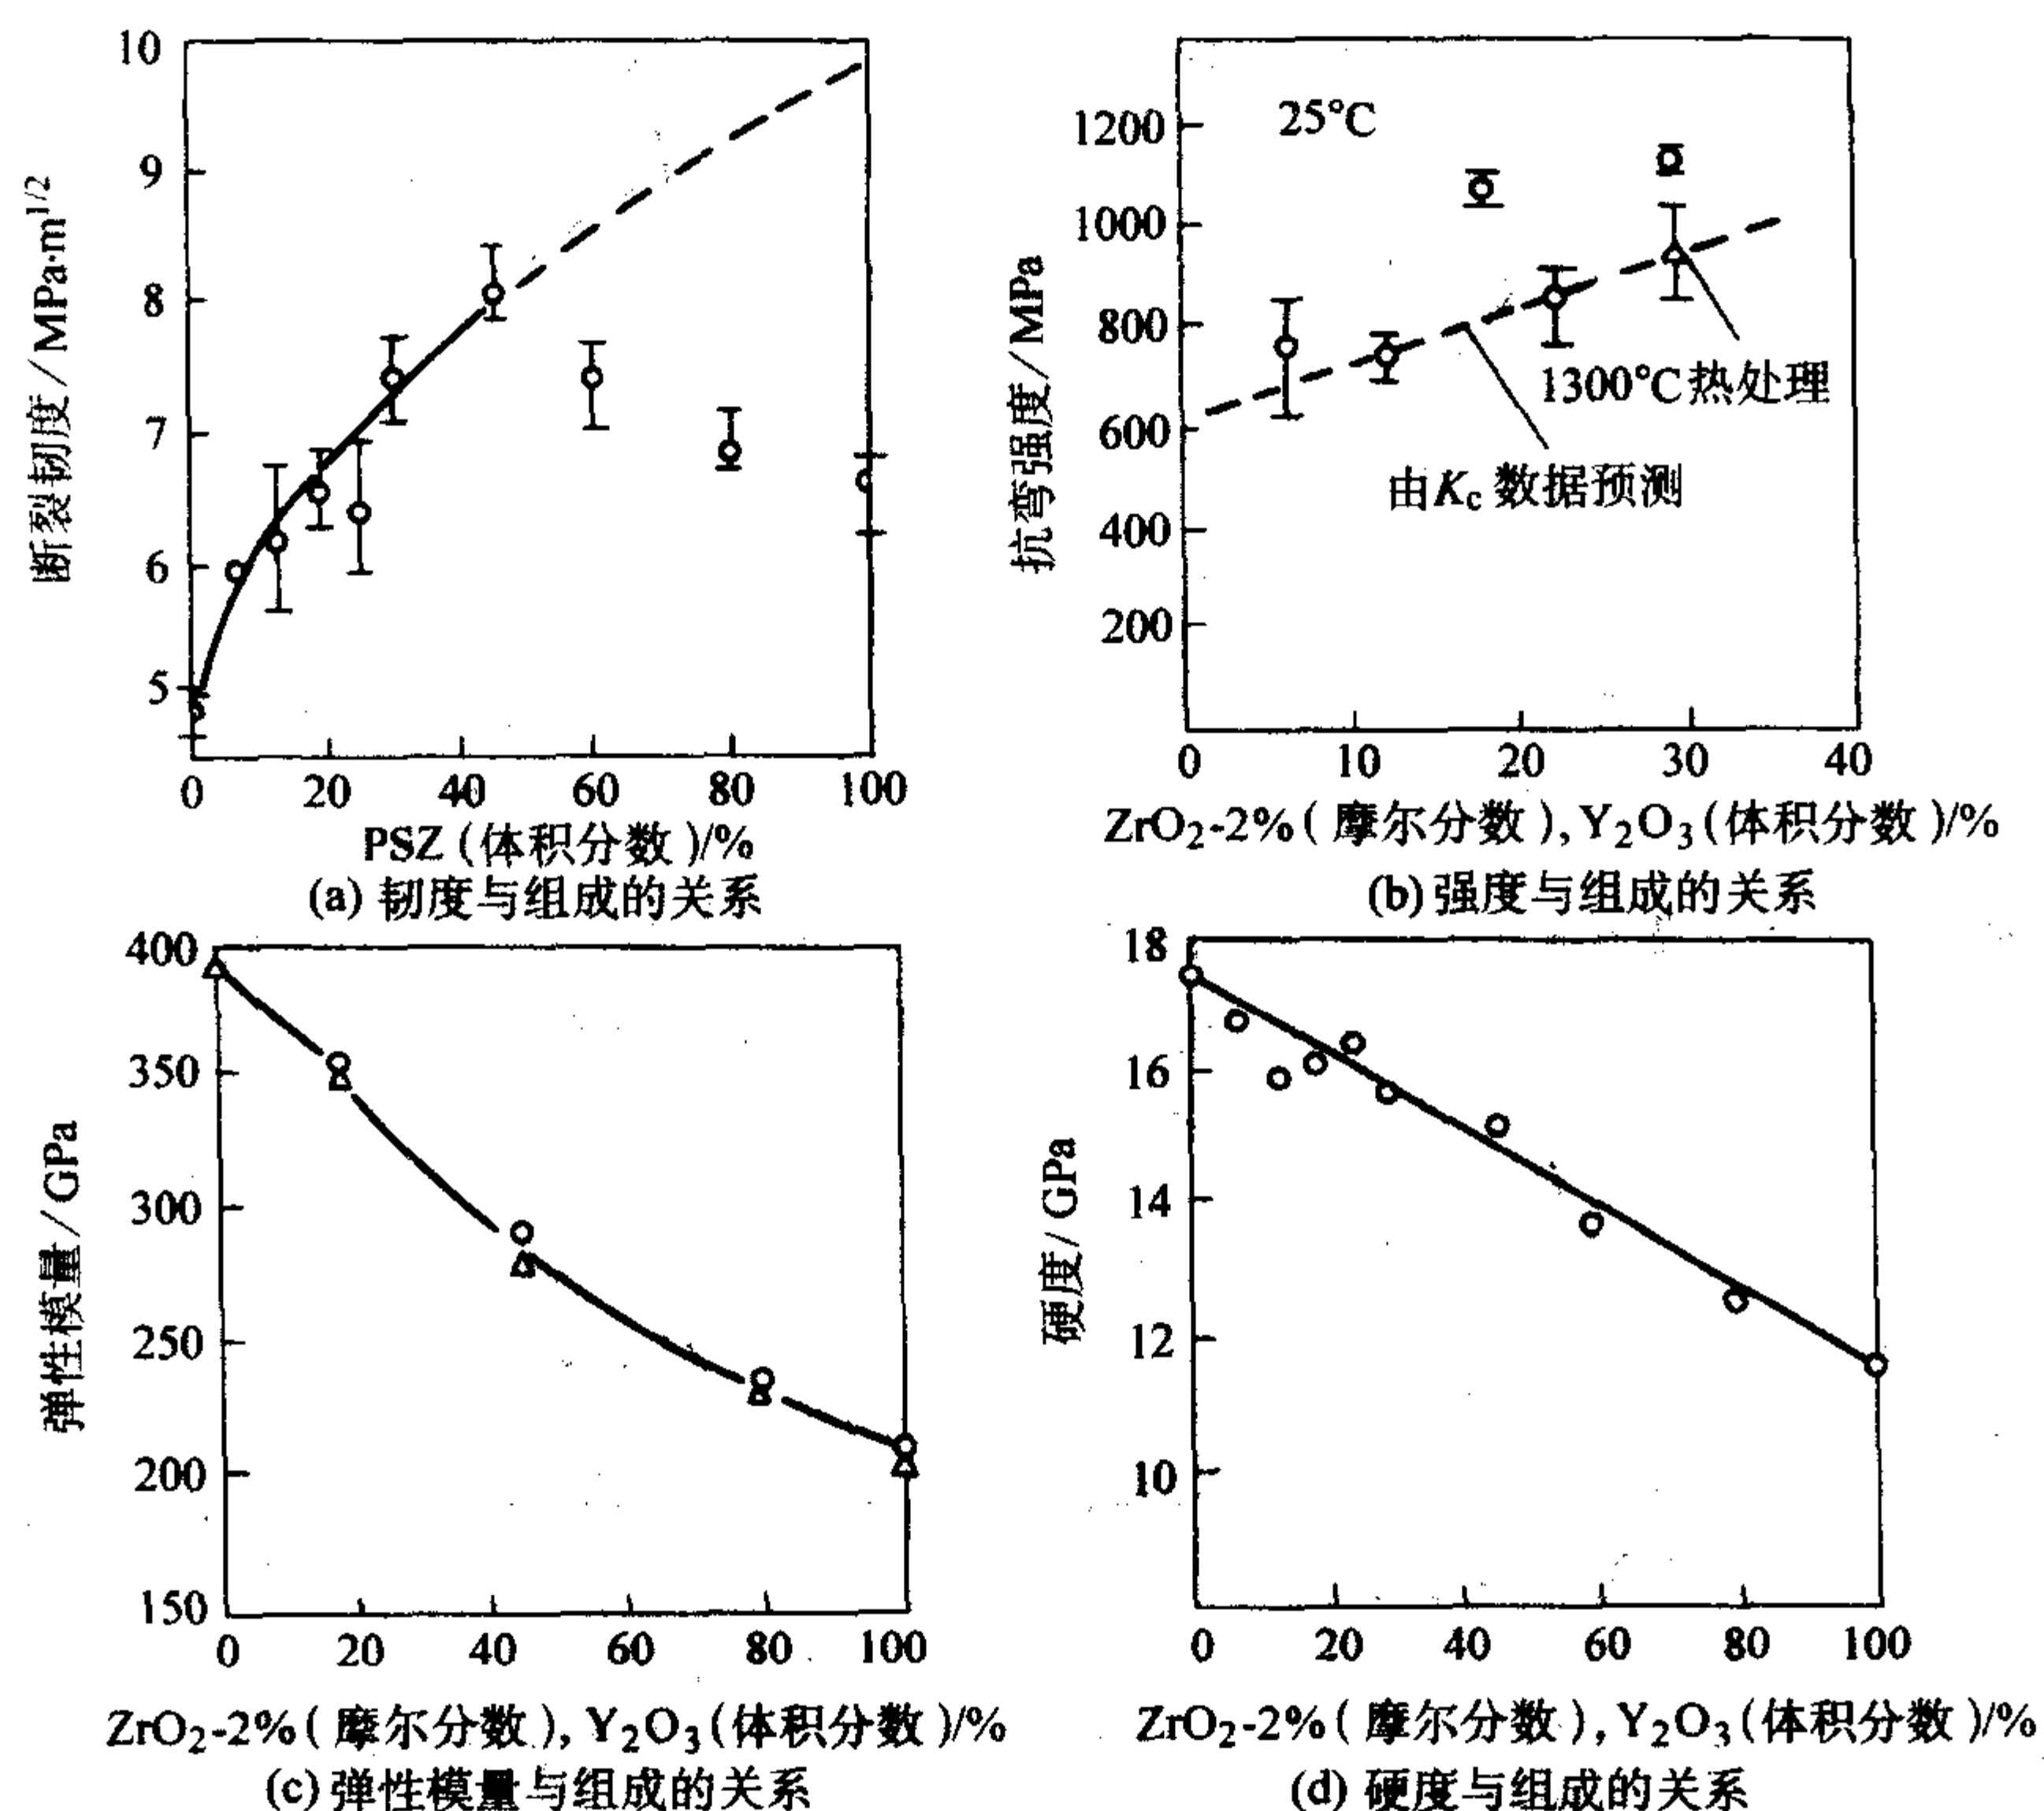 断裂韧度/MPa·m1/2
10
9
8
7
6
5
0 20 40 60 80 100
PSZ (体积分数)/%
(a) 韧度与组成的关系
抗弯强度/MPa
1200
1000
800
600
400
200
25°C
1300°C热处理
由Kc 数据预测
0 10 20 30 40
ZrO2-2%(摩尔分数), Y2O3(体积分数)/%
(b) 强度与组成的关系
弹性模量/GPa
400
350
300
250
200
150
0 20 40 60 80 100
ZrO2-2%(摩尔分数), Y2O3(体积分数)/%
(c) 弹性模量与组成的关系
硬度/GPa
18
16
14
12
10
0 20 40 60 80 100
ZrO2-2%(摩尔分数), Y2O3(体积分数)/%
(d) 硬度与组成的关系